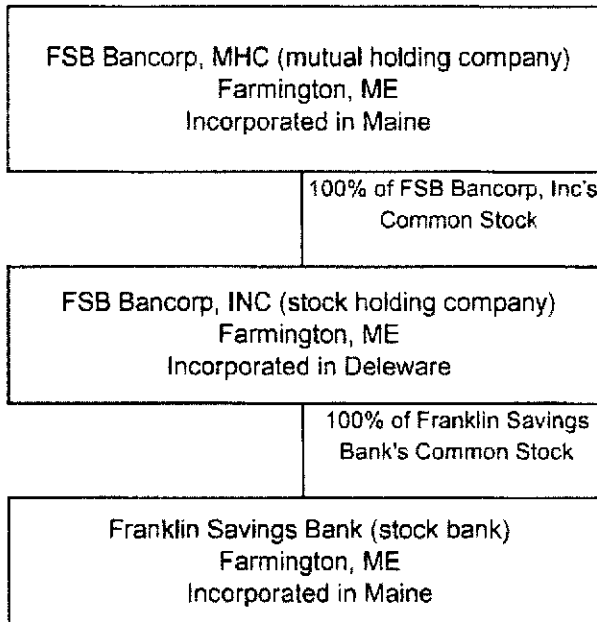 FSB Bancorp, MHC (mutual holding company)
Farmington, ME
Incorporated in Maine
100% of FSB Bancorp, Inc's
Common Stock
FSB Bancorp, INC (stock holding company)
Farmington, ME
Incorporated in Deleware
100% of Franklin Savings
Bank's Common Stock
Franklin Savings Bank (stock bank)
Farmington, ME
Incorporated in Maine